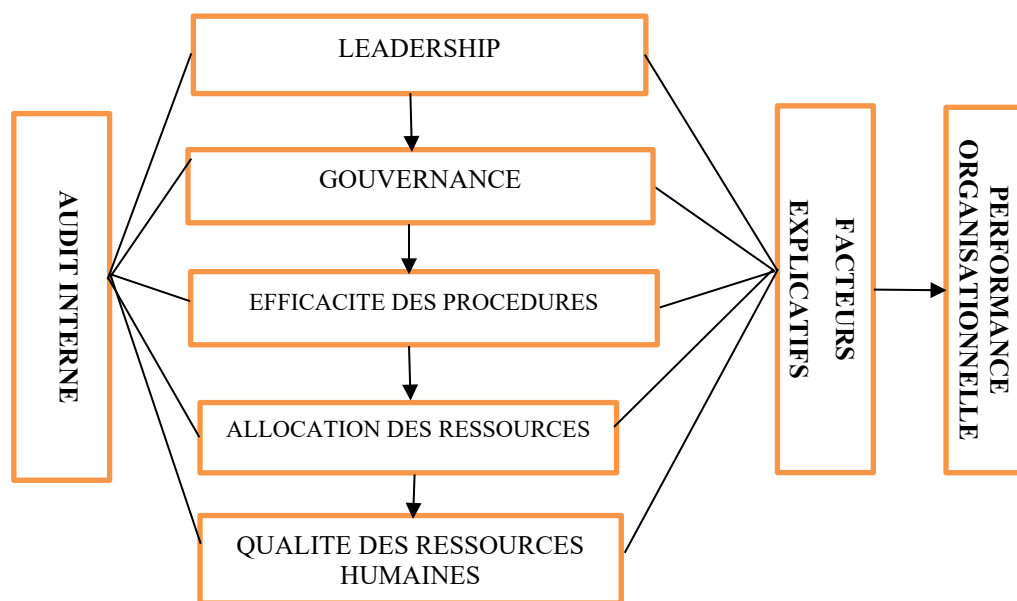 AUDIT INTERNE
LEADERSHIP
GOUVERNANCE
EFFICACITE DES PROCEDURES
ALLOCATION DES RESSOURCES
QUALITE DES RESSOURCES
HUMAINES
FACTEURS
EXPLICATIFS
PERFORMANCE
ORGANISATIONNELLE